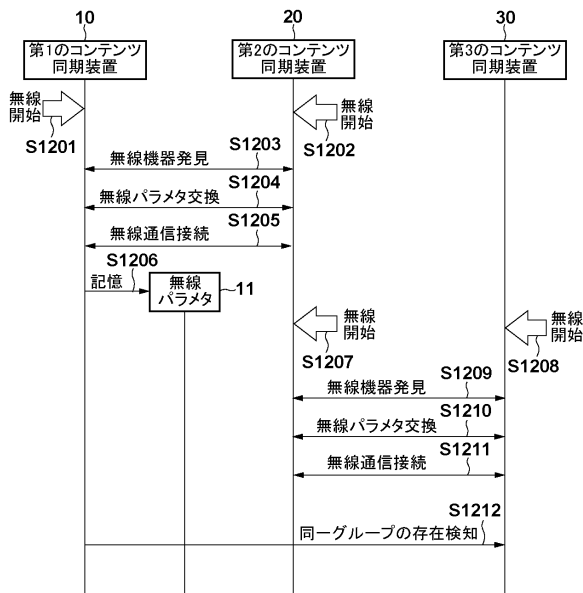 10
20
30
第1のコンテンツ
同期装置
第2のコンテンツ
同期装置
第3のコンテンツ
同期装置
無線
開始
S1201
無線
開始
S1202
S1203
無線機器発見
S1204
無線パラメタ交換
S1205
無線通信接続
S1206
記憶
無線
パラメタ
11
無線
開始
S1207
無線
開始
S1208
S1209
無線機器発見
S1210
無線パラメタ交換
S1211
無線通信接続
S1212
同一グループの存在検知